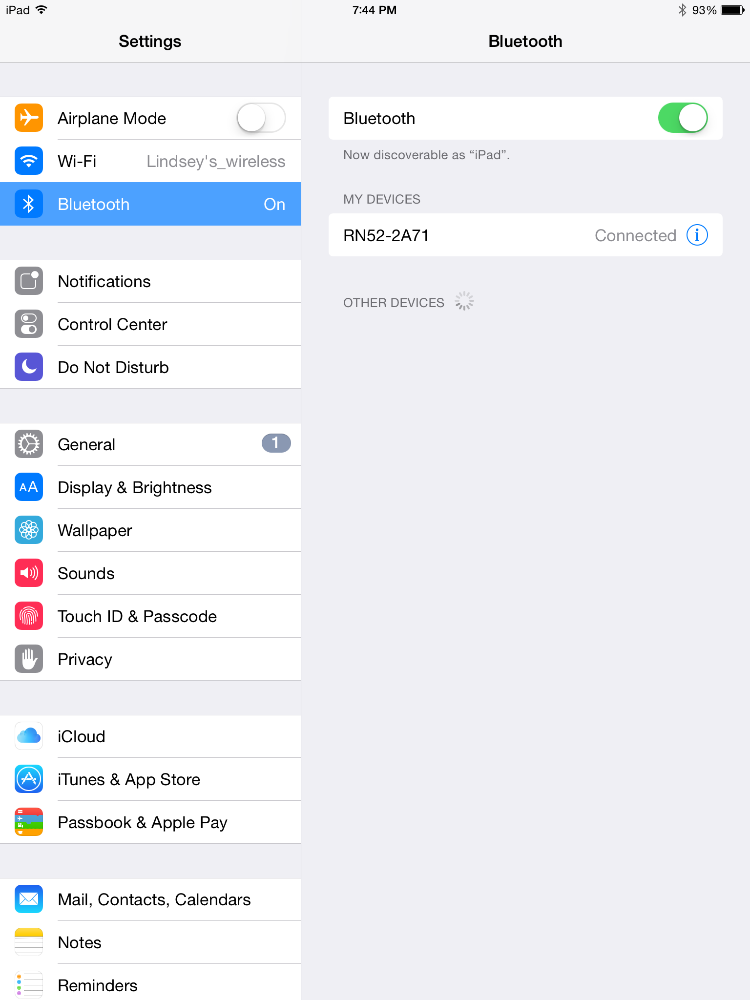 iPad
7:44 PM
93%
Settings
Airplane Mode
Wi-Fi Lindsey's_wireless
Bluetooth On
Notifications
Control Center
Do Not Disturb
General 1
AA Display & Brightness
Wallpaper
Sounds
Touch ID & Passcode
Privacy
iCloud
iTunes & App Store
Passbook & Apple Pay
Mail, Contacts, Calendars
Notes
Reminders
Bluetooth
Bluetooth
Now discoverable as “iPad”.
MY DEVICES
RN52-2A71 Connected i
OTHER DEVICES